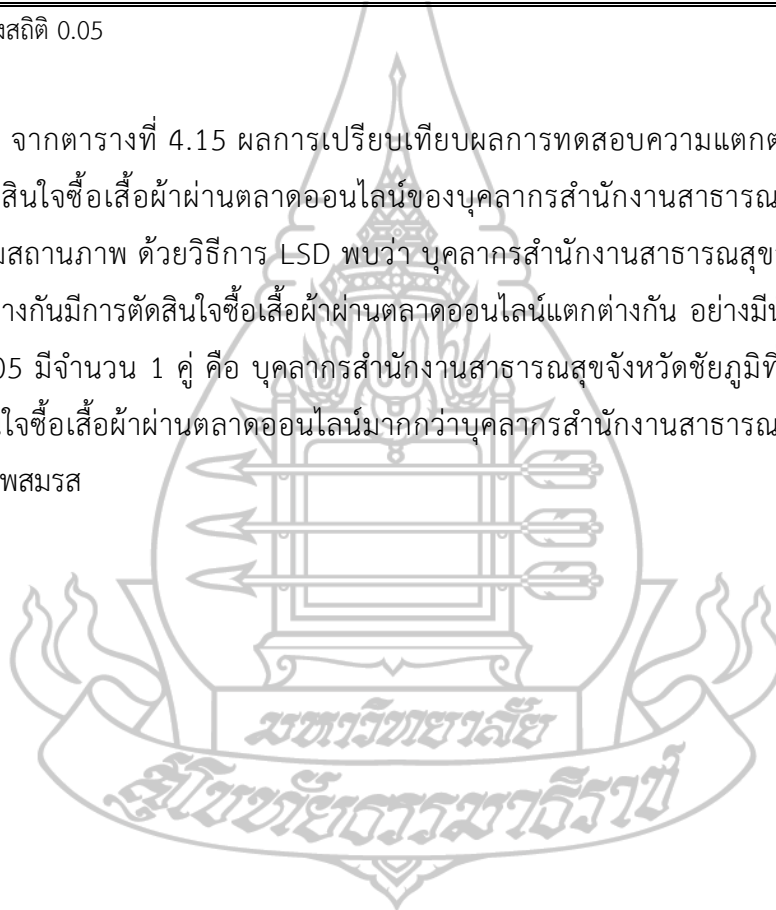 งสถิติ 0.05
จากตารางที่ 4.15 ผลการเปรียบเทียบผลการทดสอบความแตกต
สินใจซื้อเสื้อผ้าผ่านตลาดออนไลน์ของบุคลากรสำนักงานสาธารณ
มสถานภาพ ด้วยวิธีการ LSD พบว่า บุคลากรสำนักงานสาธารณสุข
างกันมีการตัดสินใจซื้อเสื้อผ้าผ่านตลาดออนไลน์แตกต่างกัน อย่างมีน
05 มีจำนวน 1 คู่ คือ บุคลากรสำนักงานสาธารณสุขจังหวัดชัยภูมิที
นใจซื้อเสื้อผ้าผ่านตลาดออนไลน์มากกว่าบุคลากรสำนักงานสาธารณ
พสมรส
มหาวิทยาลัย
สุโขทัยธรรมาธิราช